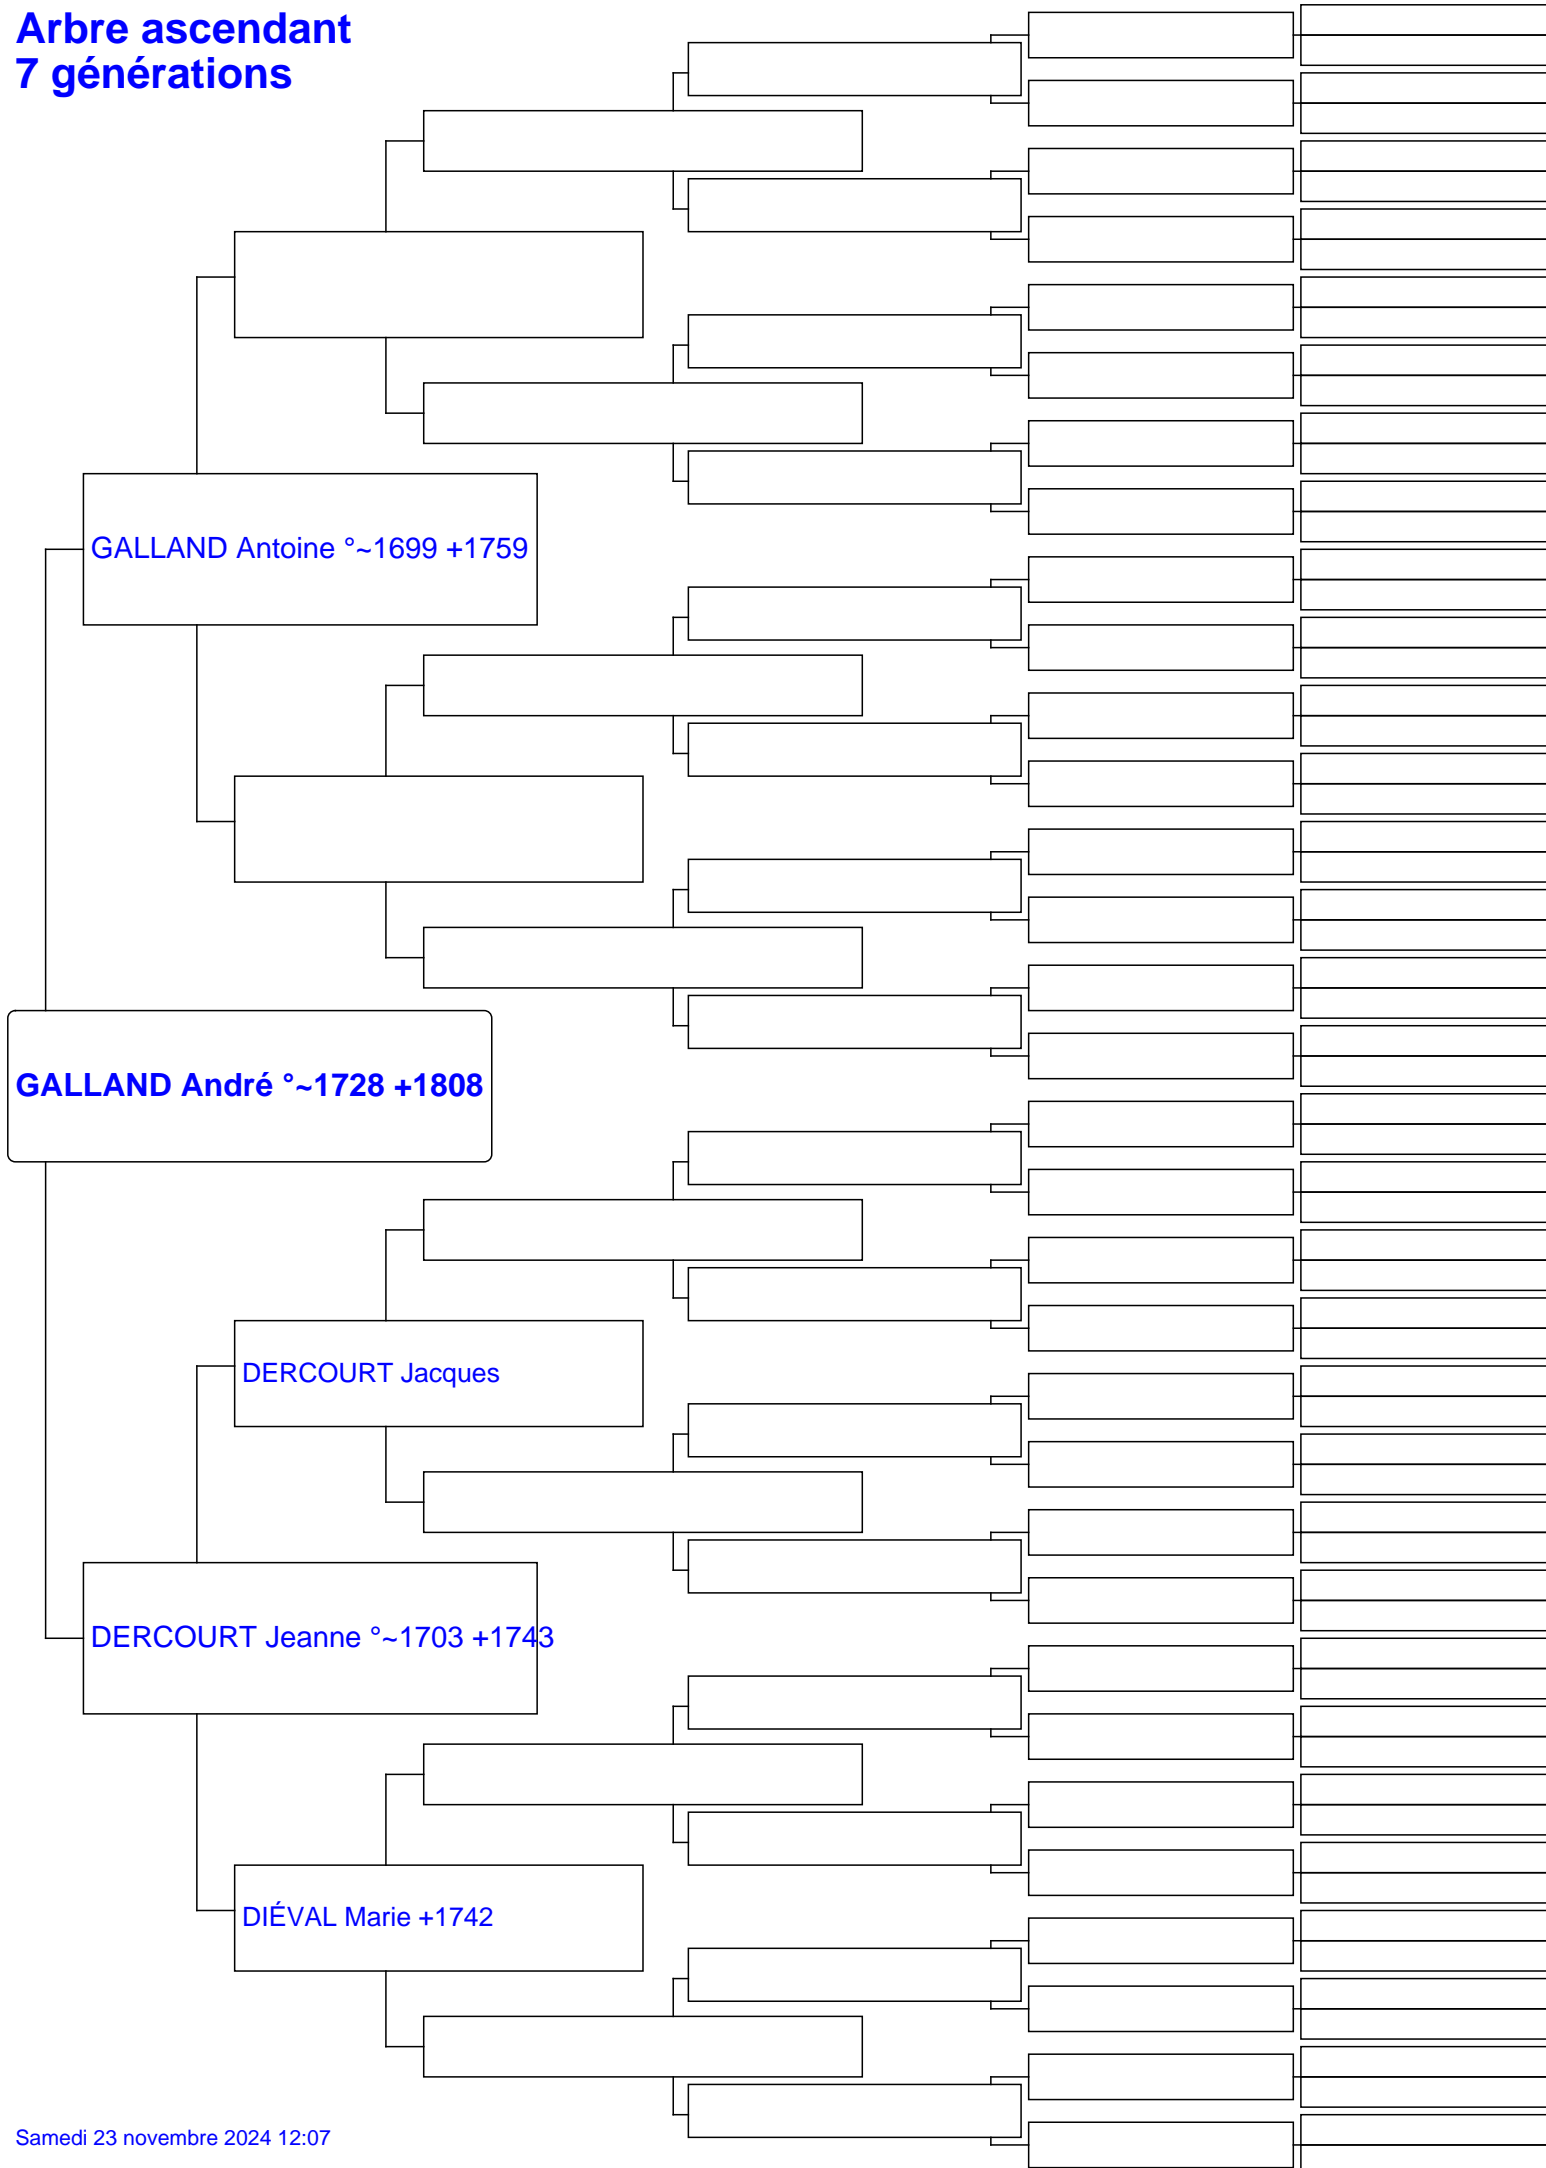 Arbre ascendant
7 générations
GALLAND Antoine °~1699 +1759
GALLAND André °~1728 +1808
DERCOURT Jacques
DERCOURT Jeanne °~1703 +1743
DIÉVAL Marie +1742
Samedi 23 novembre 2024 12:07